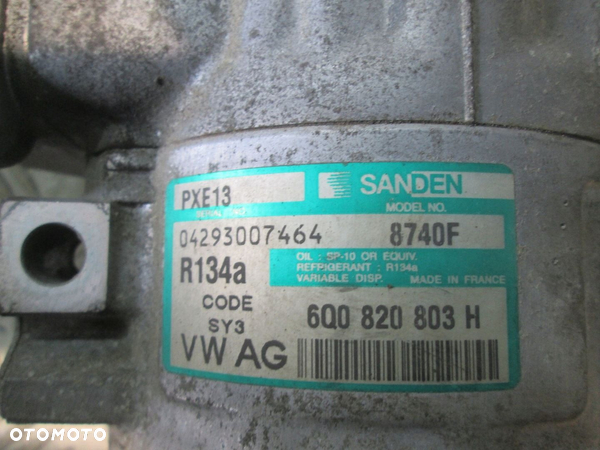 PXE13
SANDEN
MODEL NO.
04293007464
8740F
R134a
OIL : SP-10 OR EQUIV.
REFRIGERANT : R134a
VARIABLE DISP. MADE IN FRANCE
CODE
SY3
6Q0 820 803 H
VW AG
OTOMOTO